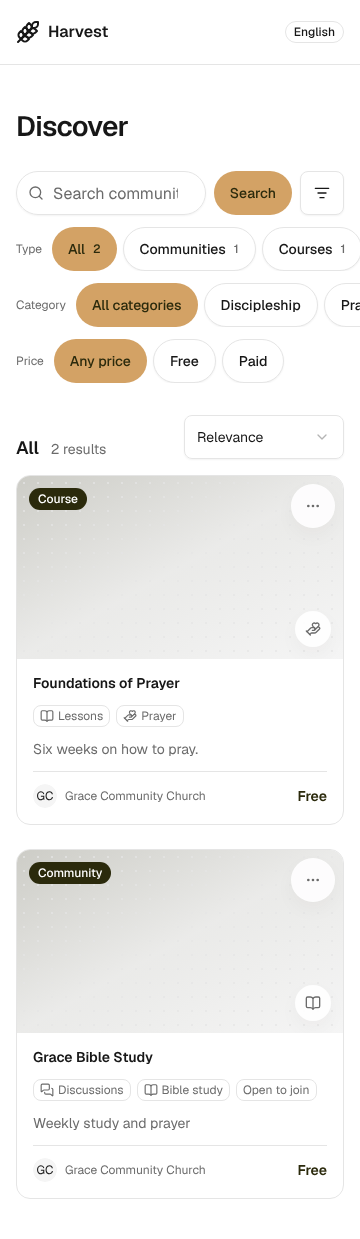 Harvest
English
Discover
Search
Type All 2 Communities 1 Courses 1
Category All categories Discipleship
Price Any price Free Paid
All 2 results
Relevance
Course
Foundations of Prayer
Lessons Prayer
Six weeks on how to pray.
GC Grace Community Church Free
Community
Grace Bible Study
Discussions Bible study Open to join
Weekly study and prayer
GC Grace Community Church Free